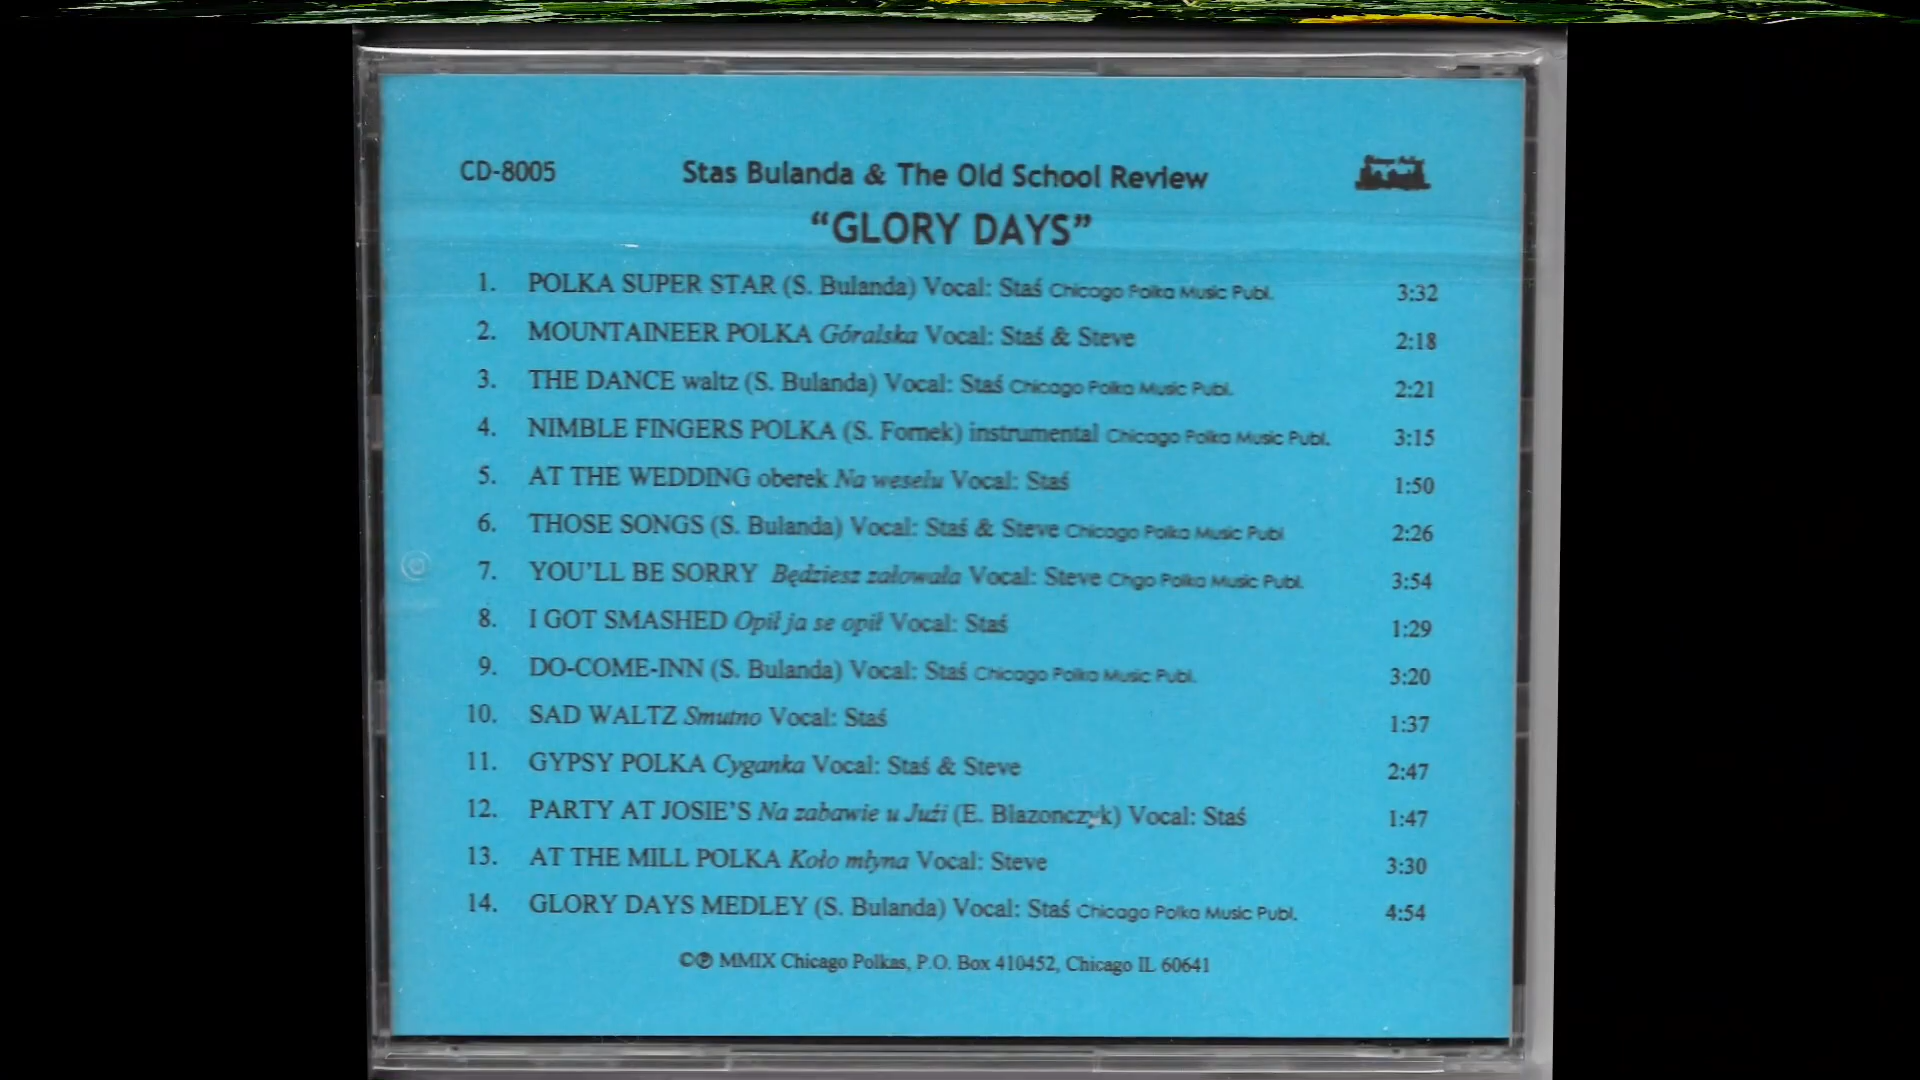 CD-8005 Stas Bulanda & The Old School Review
“GLORY DAYS”
1. POLKA SUPER STAR (S. Bulanda) Vocal: Staś Chicago Polka Music Publ. 3:32
2. MOUNTAINEER POLKA Góralska Vocal: Staś & Steve 2:18
3. THE DANCE waltz (S. Bulanda) Vocal: Staś Chicago Polka Music Publ. 2:21
4. NIMBLE FINGERS POLKA (S. Fornek) instrumental Chicago Polka Music Publ. 3:15
5. AT THE WEDDING oberek Na weselu Vocal: Staś 1:50
6. THOSE SONGS (S. Bulanda) Vocal: Staś & Steve Chicago Polka Music Publ 2:26
7. YOU’LL BE SORRY Będziesz załowała Vocal: Steve Chgo Polka Music Publ. 3:54
8. I GOT SMASHED Opił ja se opił Vocal: Staś 1:29
9. DO-COME-INN (S. Bulanda) Vocal: Staś Chicago Polka Music Publ. 3:20
10. SAD WALTZ Smutno Vocal: Staś 1:37
11. GYPSY POLKA Cyganka Vocal: Staś & Steve 2:47
12. PARTY AT JOSIE’S Na zabawie u Juźi (E. Blazonczyk) Vocal: Staś 1:47
13. AT THE MILL POLKA Koło młyna Vocal: Steve 3:30
14. GLORY DAYS MEDLEY (S. Bulanda) Vocal: Staś Chicago Polka Music Publ. 4:54
©℗ MMIX Chicago Polkas, P.O. Box 410452, Chicago IL 60641